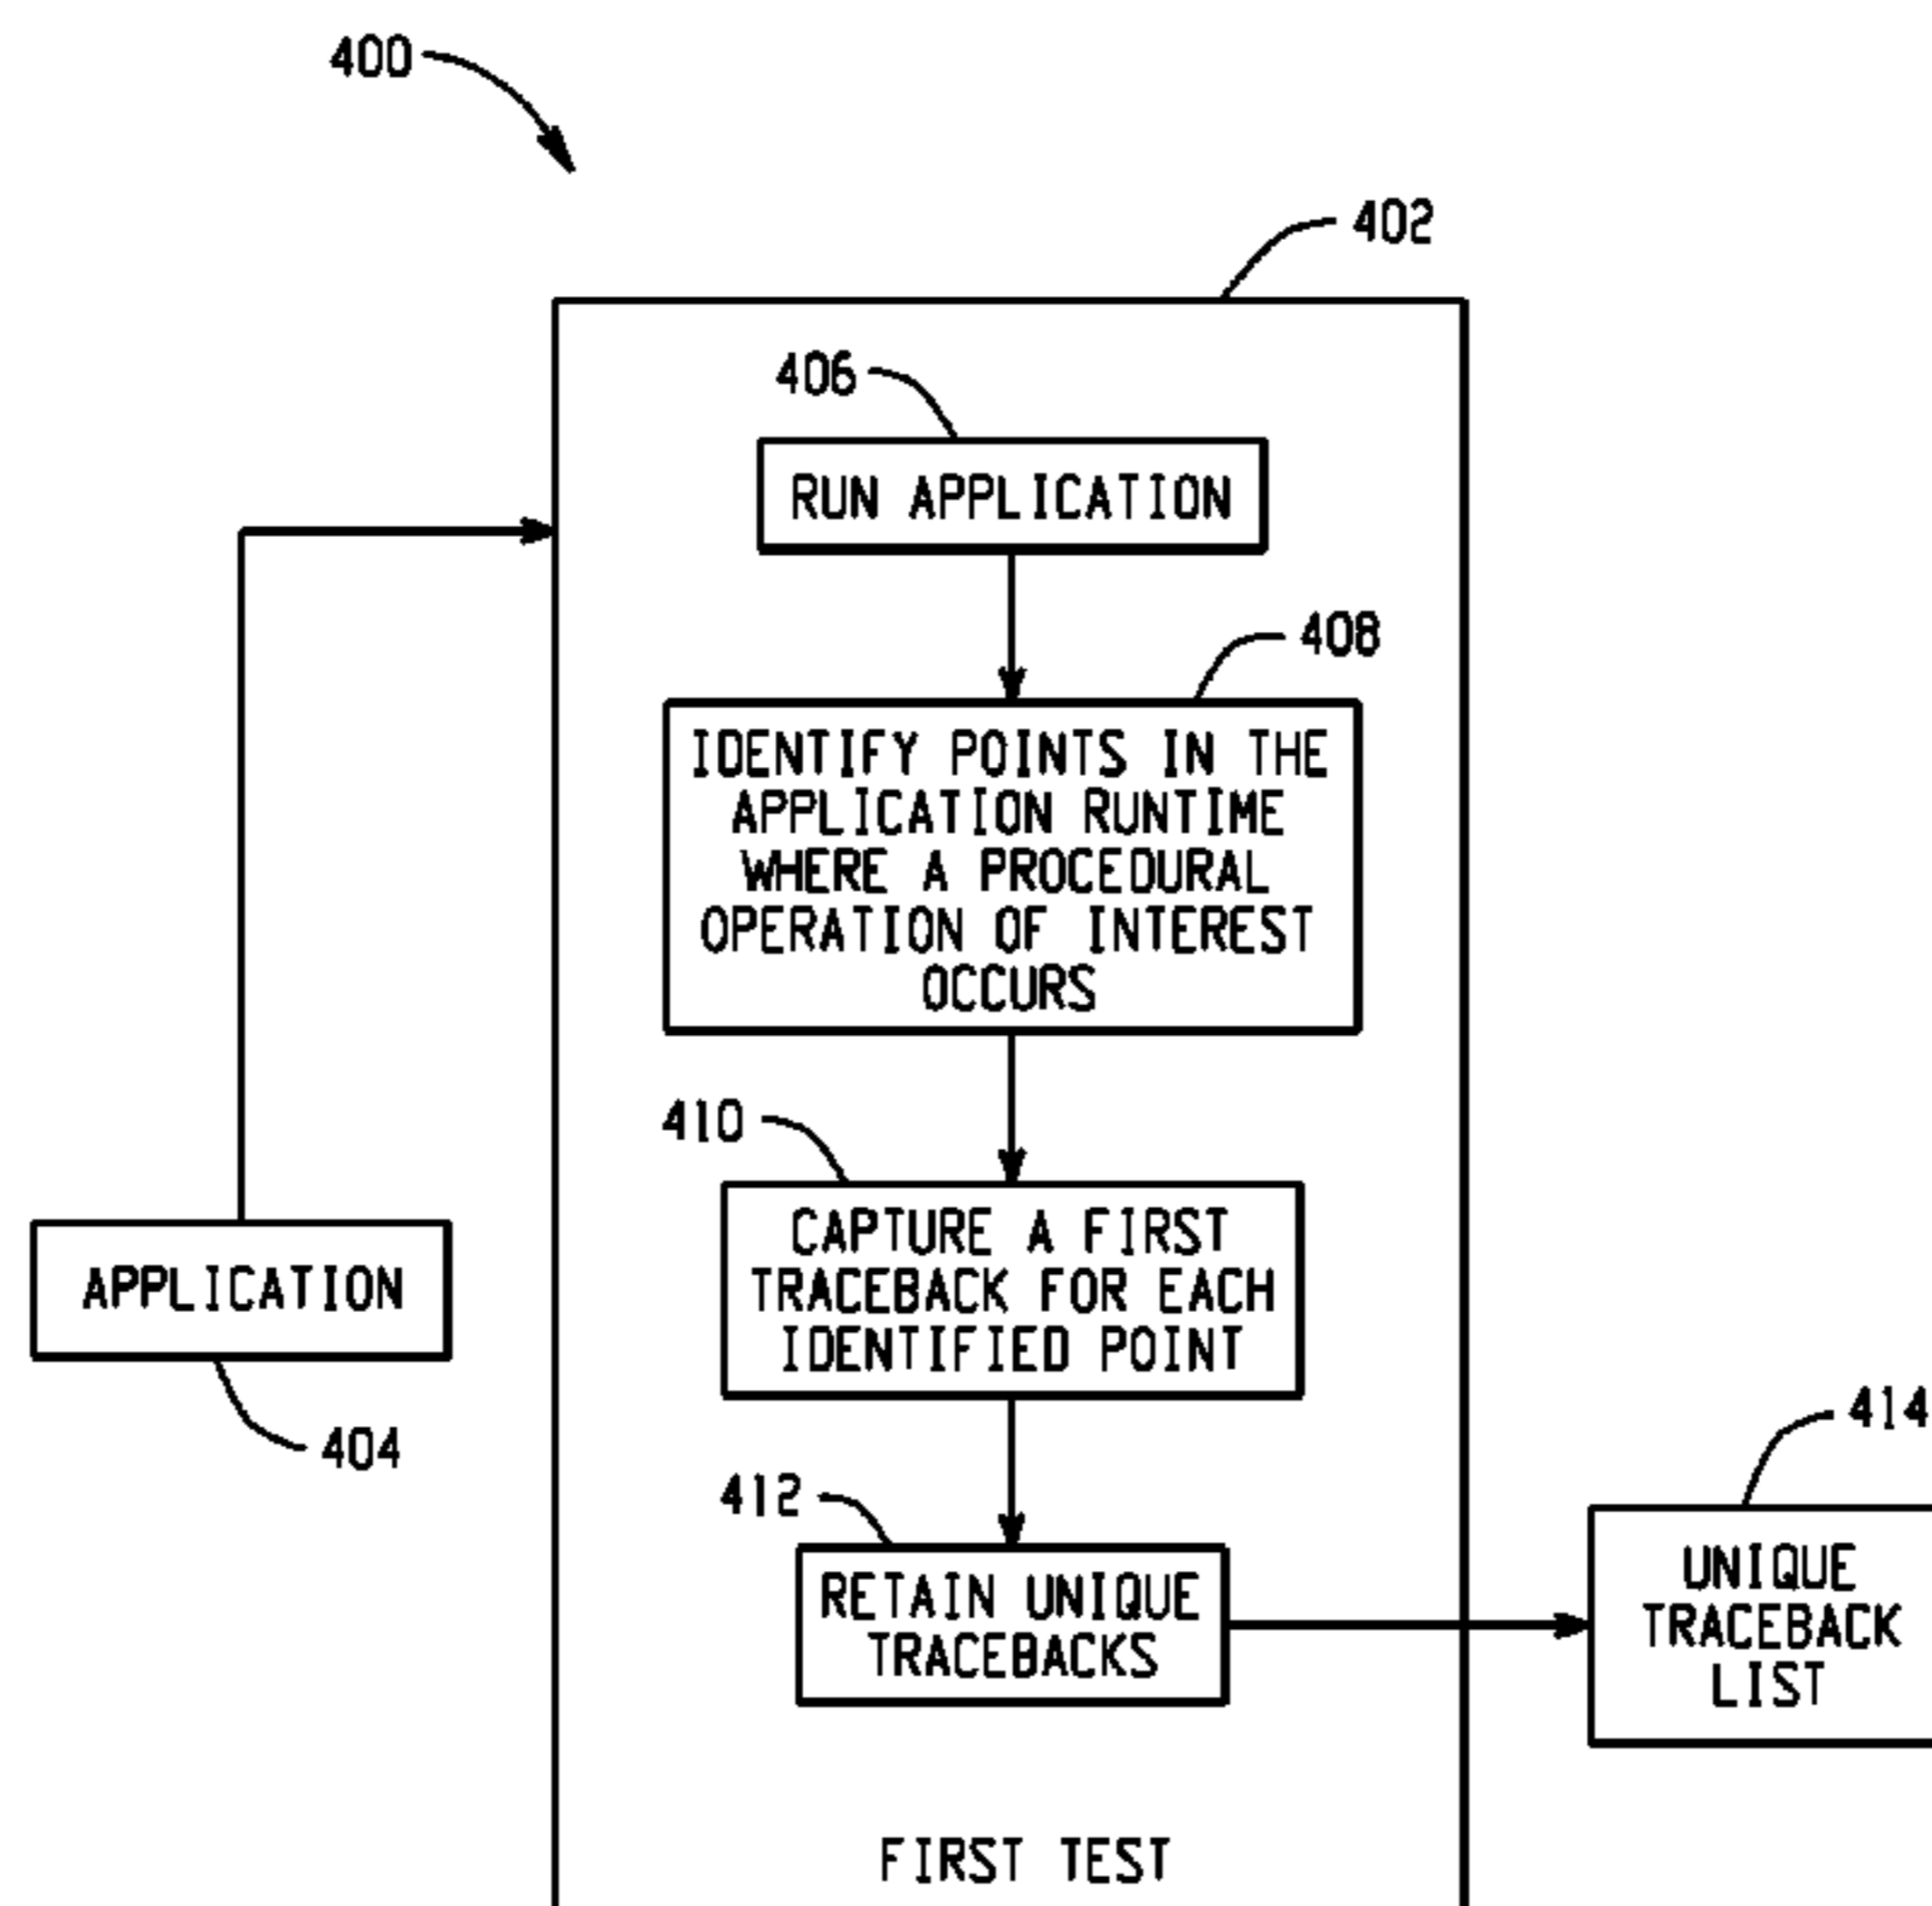 400
402
406
RUN APPLICATION
408
IDENTIFY POINTS IN THE
APPLICATION RUNTIME
WHERE A PROCEDURAL
OPERATION OF INTEREST
OCCURS
410
CAPTURE A FIRST
TRACEBACK FOR EACH
IDENTIFIED POINT
APPLICATION
404
412
RETAIN UNIQUE
TRACEBACKS
414
UNIQUE
TRACEBACK
LIST
FIRST TEST